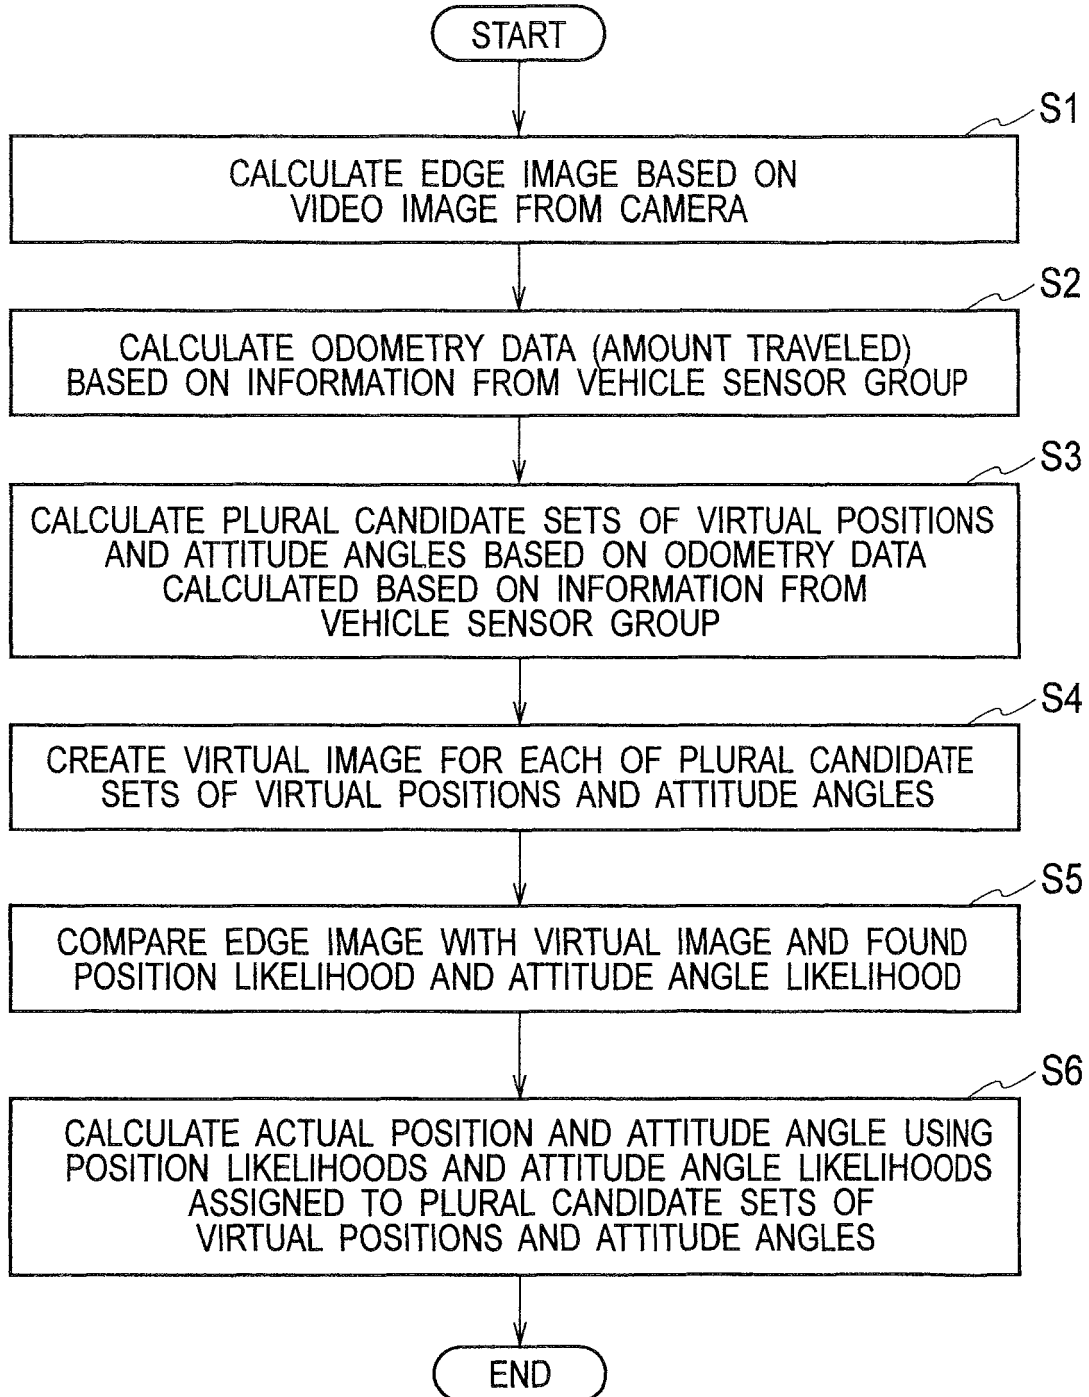 START
S1
CALCULATE EDGE IMAGE BASED ON
VIDEO IMAGE FROM CAMERA
S2
CALCULATE ODOMETRY DATA (AMOUNT TRAVELED)
BASED ON INFORMATION FROM VEHICLE SENSOR GROUP
S3
CALCULATE PLURAL CANDIDATE SETS OF VIRTUAL POSITIONS
AND ATTITUDE ANGLES BASED ON ODOMETRY DATA
CALCULATED BASED ON INFORMATION FROM
VEHICLE SENSOR GROUP
S4
CREATE VIRTUAL IMAGE FOR EACH OF PLURAL CANDIDATE
SETS OF VIRTUAL POSITIONS AND ATTITUDE ANGLES
S5
COMPARE EDGE IMAGE WITH VIRTUAL IMAGE AND FOUND
POSITION LIKELIHOOD AND ATTITUDE ANGLE LIKELIHOOD
S6
CALCULATE ACTUAL POSITION AND ATTITUDE ANGLE USING
POSITION LIKELIHOODS AND ATTITUDE ANGLE LIKELIHOODS
ASSIGNED TO PLURAL CANDIDATE SETS OF
VIRTUAL POSITIONS AND ATTITUDE ANGLES
END